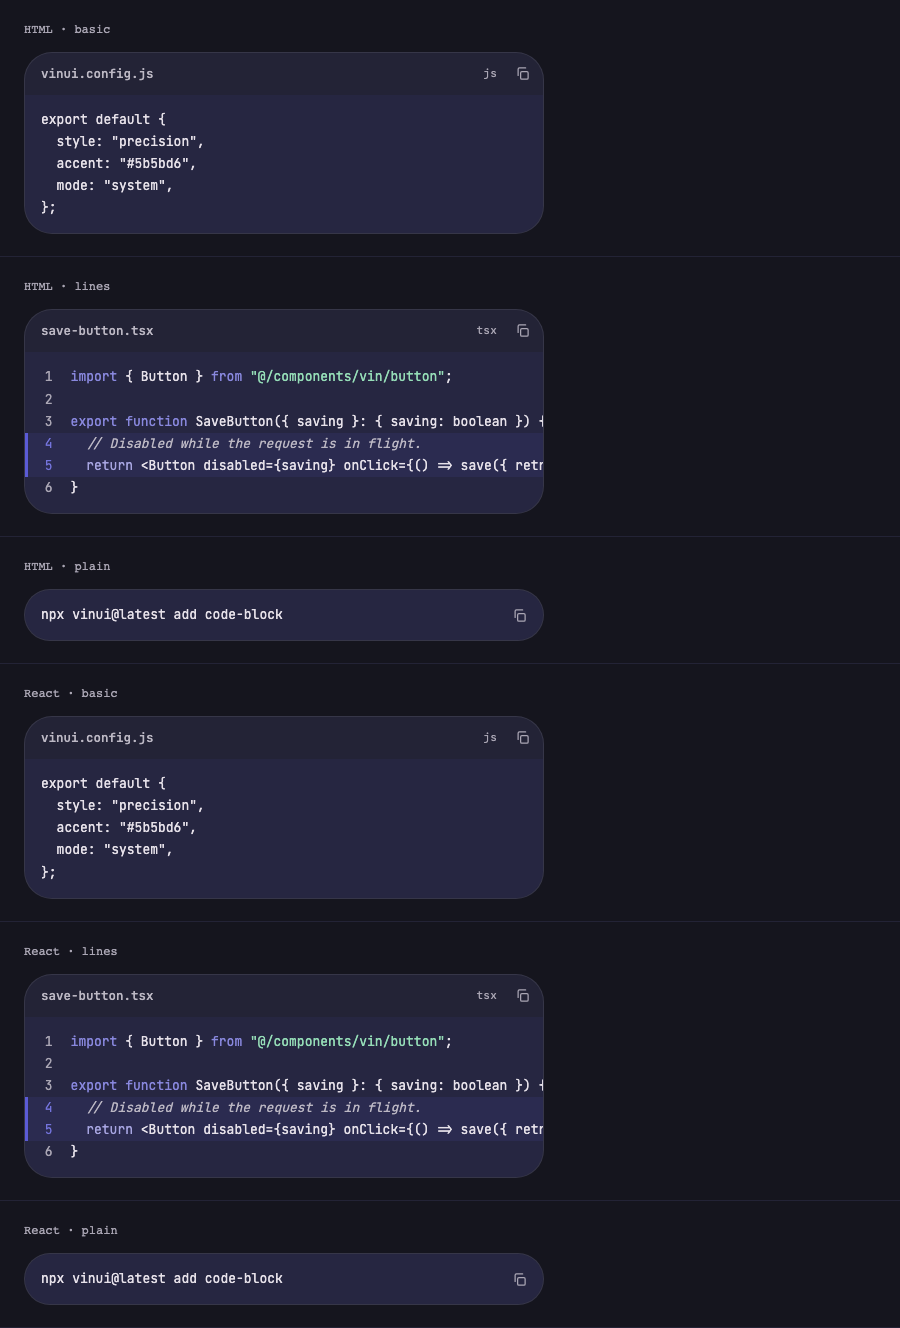 HTML · basic
vinui.config.js js
export default {
  style: "precision",
  accent: "#5b5bd6",
  mode: "system",
};
HTML · lines
save-button.tsx tsx
1 import { Button } from "@/components/vin/button";
2
3 export function SaveButton({ saving }: { saving: boolean }) {
4   // Disabled while the request is in flight.
5   return <Button disabled={saving} onClick={() => save({ retr
6 }
HTML · plain
npx vinui@latest add code-block
React · basic
vinui.config.js js
export default {
  style: "precision",
  accent: "#5b5bd6",
  mode: "system",
};
React · lines
save-button.tsx tsx
1 import { Button } from "@/components/vin/button";
2
3 export function SaveButton({ saving }: { saving: boolean }) {
4   // Disabled while the request is in flight.
5   return <Button disabled={saving} onClick={() => save({ retr
6 }
React · plain
npx vinui@latest add code-block